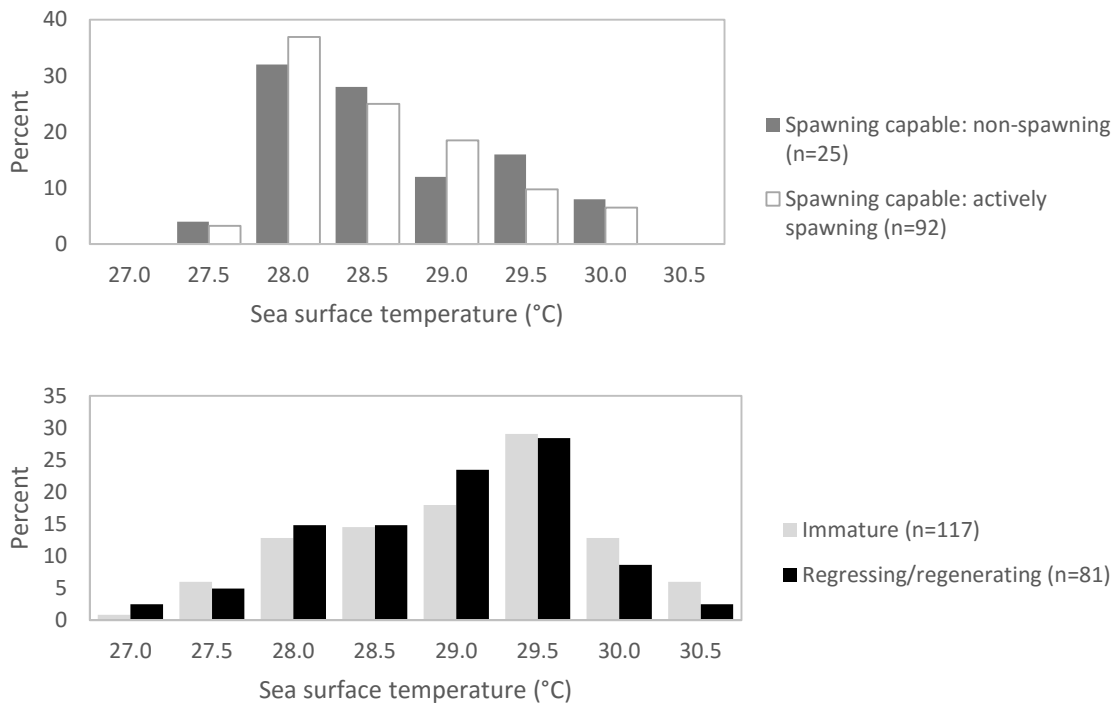 40
30
20
10
0
Percent
27.0 27.5 28.0 28.5 29.0 29.5 30.0 30.5
Sea surface temperature (°C)
Spawning capable: non-spawning
(n=25)
Spawning capable: actively
spawning (n=92)
35
30
25
20
15
10
5
0
Percent
27.0 27.5 28.0 28.5 29.0 29.5 30.0 30.5
Sea surface temperature (°C)
Immature (n=117)
Regressing/regenerating (n=81)